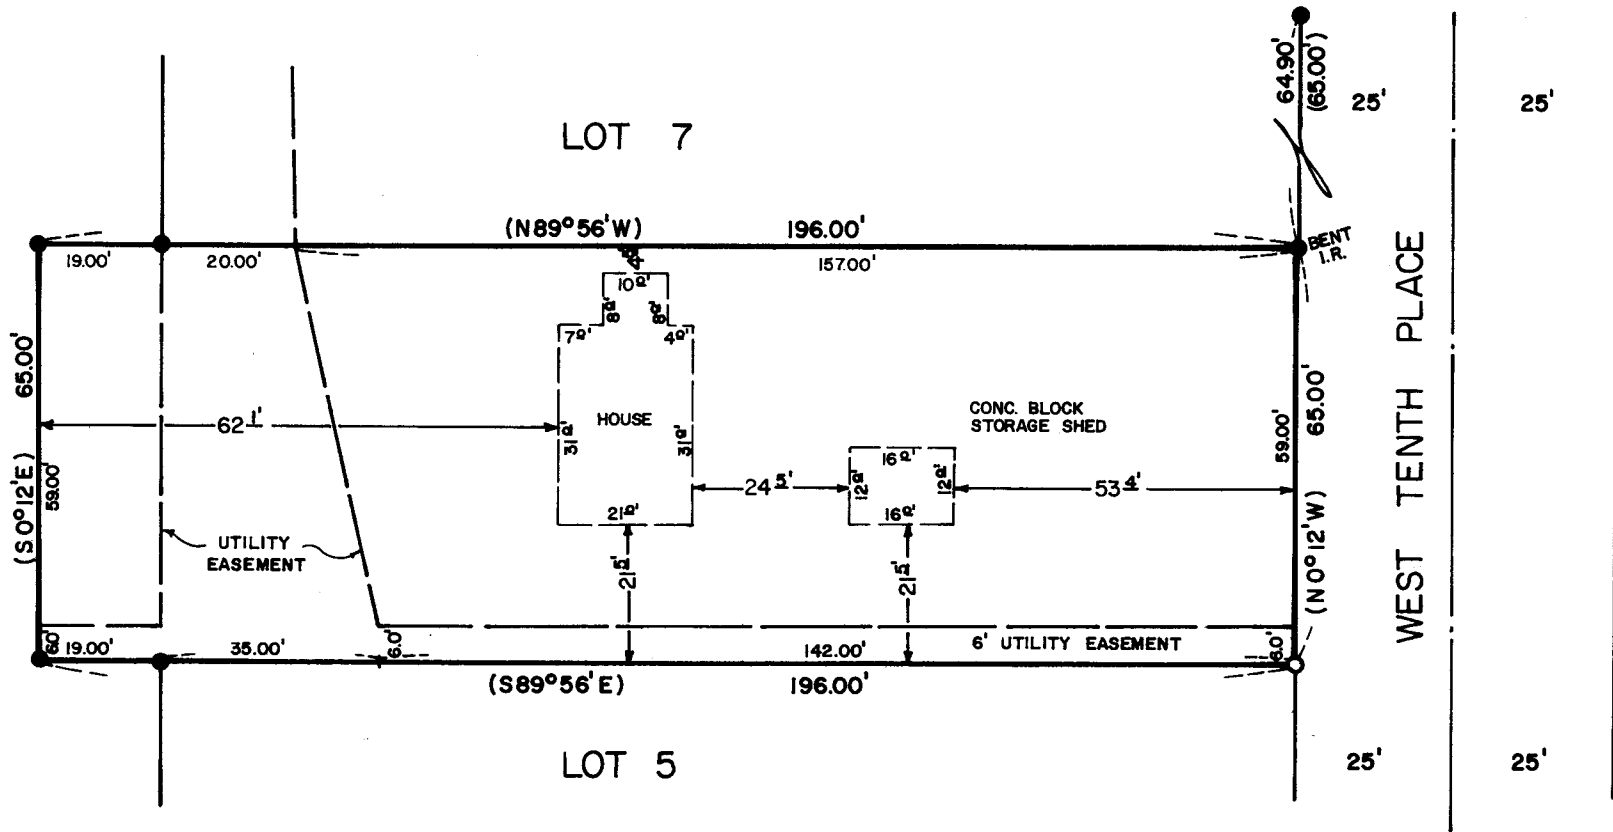 64.90'
(65.00')
25'
25'
LOT 7
(N89°56'W) 196.00'
BENT
I.R.
19.00'
20.00'
157.00'
4 5'
10 0'
8 0'
8 0'
7 0'
4 0'
65.00'
(S0°12'E)
59.00'
62 1'
HOUSE
31 0'
31 0'
21 0'
CONC. BLOCK
STORAGE SHED
16 0'
12 0'
12 0'
16 0'
24 5'
53 4'
59.00'
65.00'
(N0°12'W)
WEST TENTH PLACE
UTILITY
EASEMENT
21 5'
21 5'
6.0'
19.00'
35.00'
6.0'
142.00'
6' UTILITY EASEMENT
6.0'
(S89°56'E) 196.00'
LOT 5
25'
25'